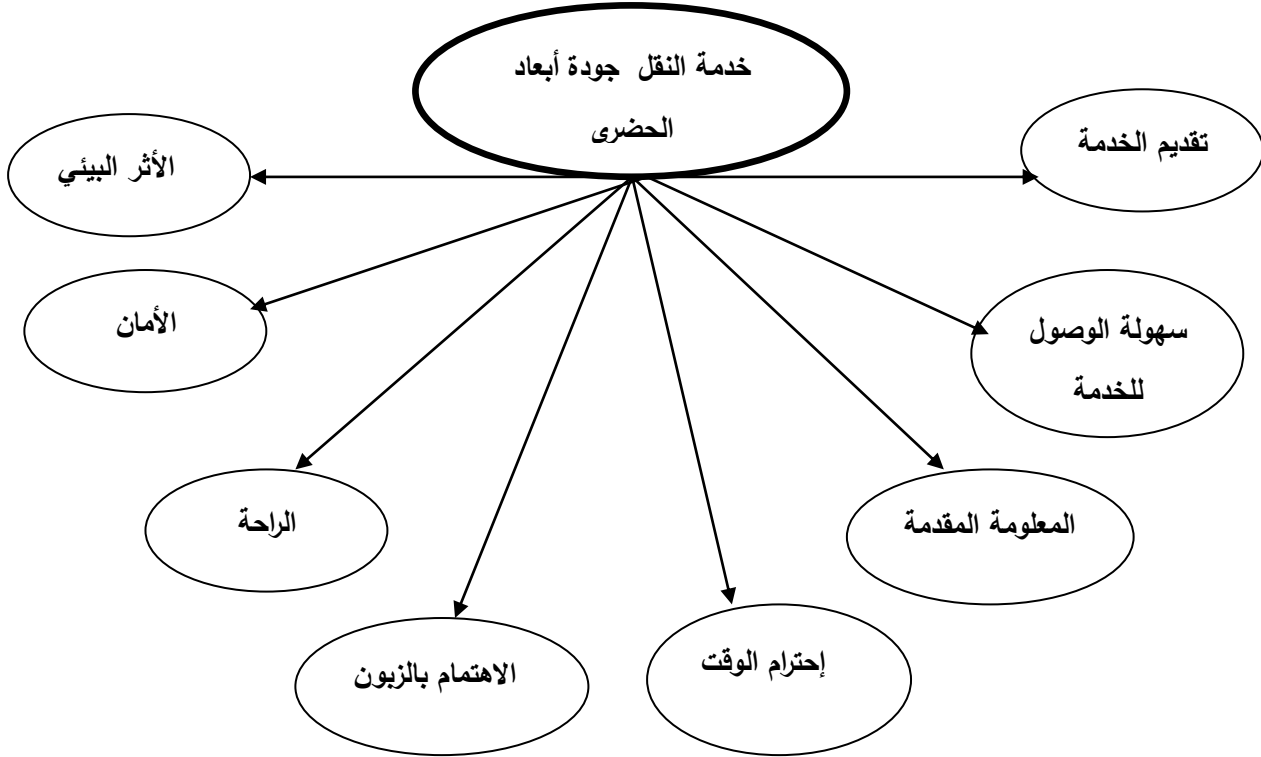 خدمة النقل جودة أبعاد
الحضرى
تقديم الخدمة
الأثر البيئي
سهولة الوصول
للخدمة
الأمان
المعلومة المقدمة
الراحة
إحترام الوقت
الاهتمام بالزبون